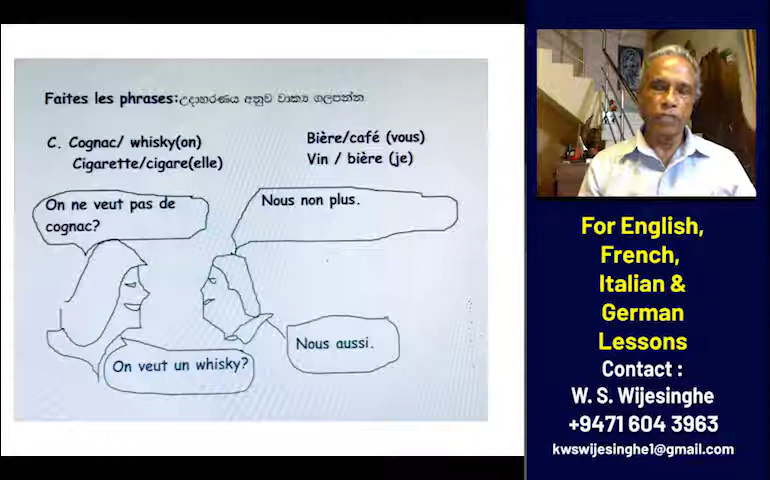 Faites les phrases:උදාහරණය අනුව වාක්‍ය ගලපන්න
C. Cognac/ whisky(on)
Cigarette/cigare(elle)
Bière/café (vous)
Vin / bière (je)
On ne veut pas de
cognac?
Nous non plus.
On veut un whisky?
Nous aussi.
For English,
French,
Italian &
German
Lessons
Contact :
W. S. Wijesinghe
+9471 604 3963
kwswijesinghe1@gmail.com